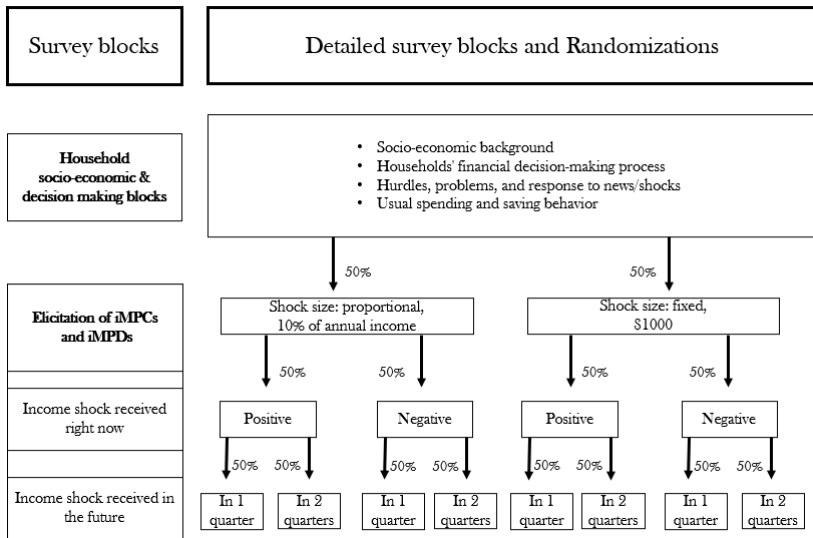 Survey blocks
Detailed survey blocks and Randomizations
Household
socio-economic &
decision making blocks
• Socio-economic background
• Households' financial decision-making process
• Hurdles, problems, and response to news/shocks
• Usual spending and saving behavior
50%
50%
Elicitation of iMPCs
and iMPDs
Shock size: proportional,
10% of annual income
Shock size: fixed,
$1000
50%
50%
50%
50%
Income shock received
right now
Positive
Negative
Positive
Negative
50%
50%
50%
50%
50%
50%
50%
50%
Income shock received in
the future
In 1
quarter
In 2
quarters
In 1
quarter
In 2
quarters
In 1
quarter
In 2
quarters
In 1
quarter
In 2
quarters